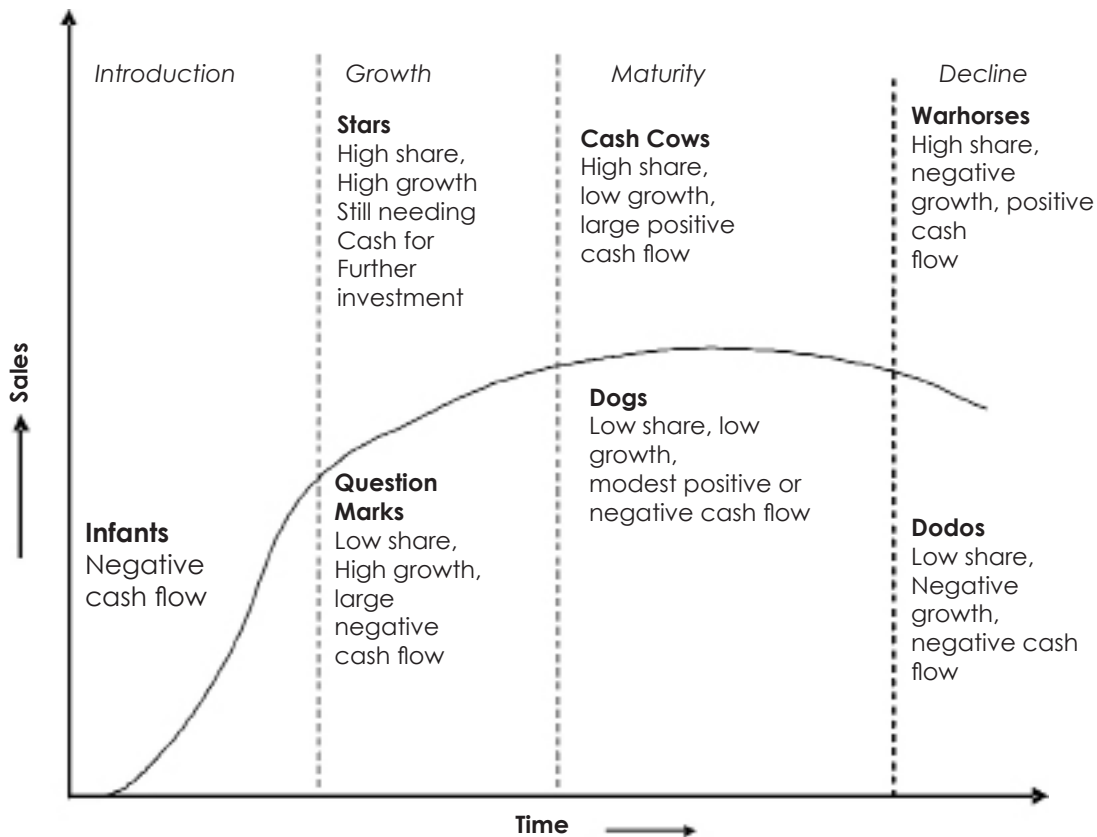 Introduction
Growth
Maturity
Decline
Stars
High share,
High growth
Still needing
Cash for
Further
investment
Cash Cows
High share,
low growth,
large positive
cash flow
Warhorses
High share,
negative
growth, positive
cash
flow
Sales
Infants
Negative
cash flow
Question
Marks
Low share,
High growth,
large
negative
cash flow
Dogs
Low share, low
growth,
modest positive or
negative cash flow
Dodos
Low share,
Negative
growth,
negative cash
flow
Time